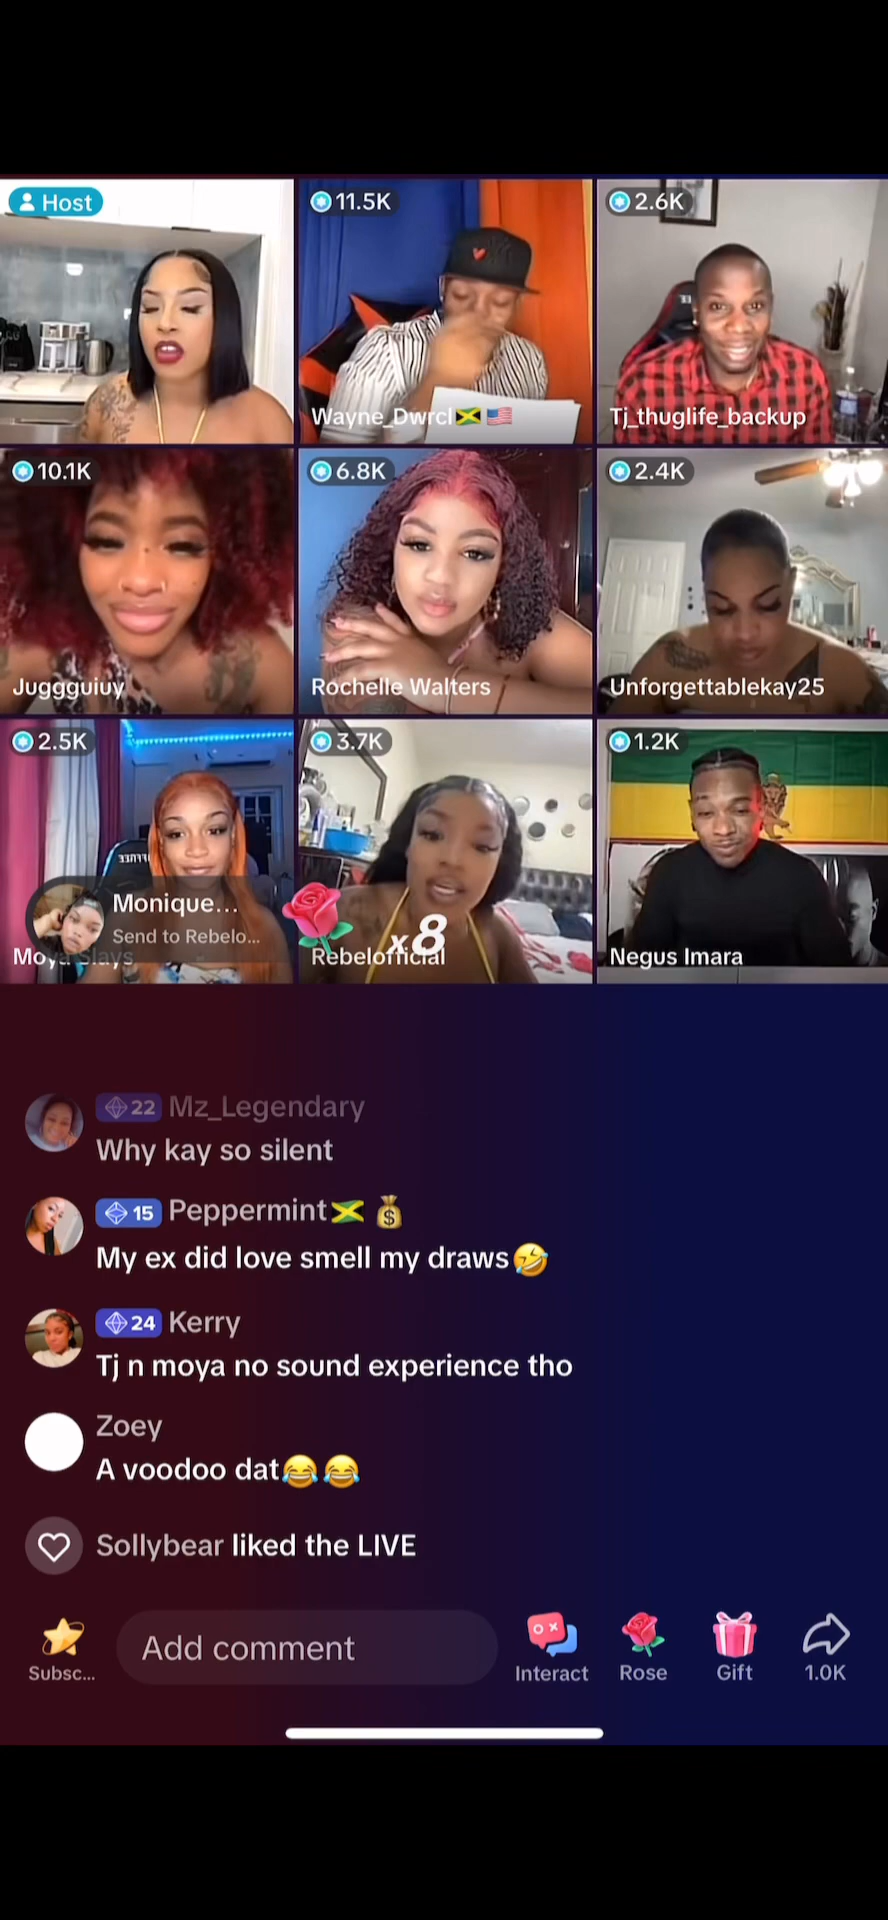 Host
11.5K
2.6K
Wayne_Dwrcl🇯🇲🇺🇸
Tj_thuglife_backup
10.1K
6.8K
2.4K
Juggguiuy
Rochelle Walters
Unforgettablekay25
2.5K
3.7K
1.2K
Monique...
Send to Rebelo...
x8
Moya Slays
Rebelofficial
Negus Imara
22 Mz_Legendary
Why kay so silent
15 Peppermint🇯🇲💰
My ex did love smell my draws🤣
24 Kerry
Tj n moya no sound experience tho
Zoey
A voodoo dat😂😂
Sollybear liked the LIVE
Add comment
Subsc...
Interact
Rose
Gift
1.0K